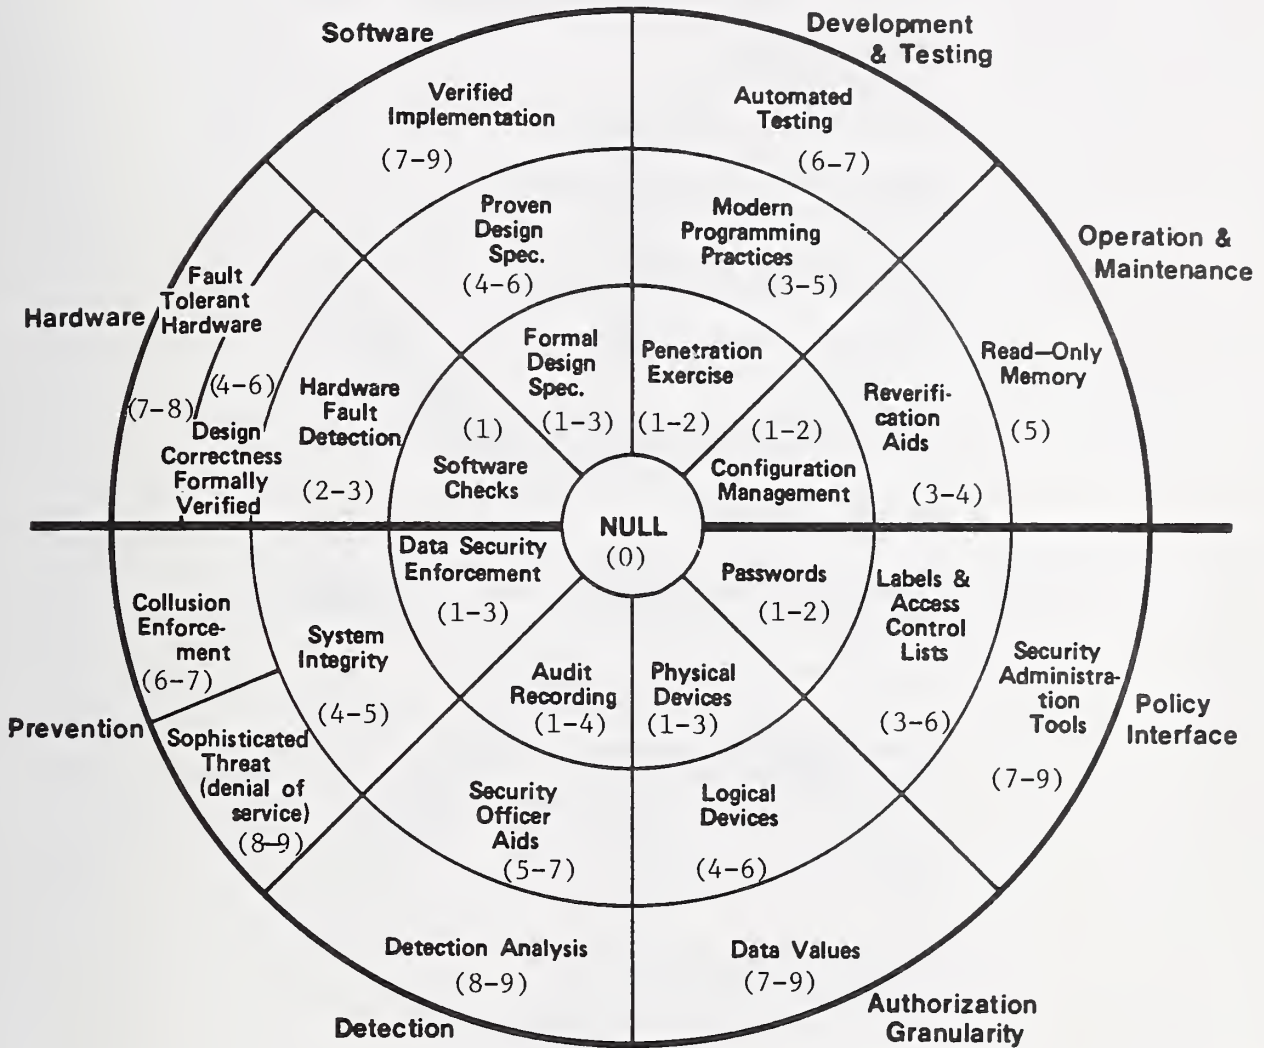 Software
Development
& Testing
Verified
Implementation
(7-9)
Automated
Testing
(6-7)
Proven
Design
Spec.
(4-6)
Modern
Programming
Practices
(3-5)
Operation &
Maintenance
Hardware
Fault
Tolerant
Hardware
(4-6)
(7-8)
Design
Correctness
Formally
Verified
Hardware
Fault
Detection
(2-3)
(1)
Software
Checks
Formal
Design
Spec.
(1-3)
Penetration
Exercise
(1-2)
(1-2)
Configuration
Management
Reverifi-
cation
Aids
(3-4)
Read—Only
Memory
(5)
NULL
(0)
Data Security
Enforcement
(1-3)
Passwords
(1-2)
Labels &
Access
Control
Lists
(3-6)
Collusion
Enforce-
ment
(6-7)
System
Integrity
(4-5)
Audit
Recording
(1-4)
Physical
Devices
(1-3)
Security
Administra-
tion
Tools
(7-9)
Policy
Interface
Prevention
Sophisticated
Threat
(denial of
service)
(8-9)
Security
Officer
Aids
(5-7)
Logical
Devices
(4-6)
Detection Analysis
(8-9)
Data Values
(7-9)
Detection
Authorization
Granularity